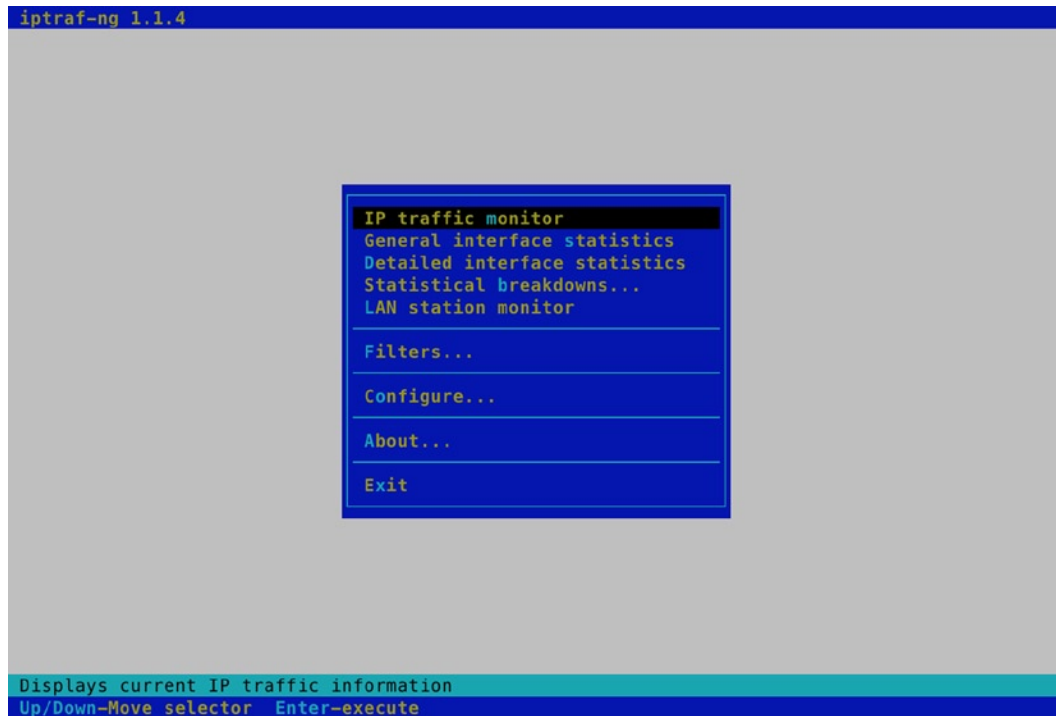 iptraf-ng 1.1.4
IP traffic monitor
General interface statistics
Detailed interface statistics
Statistical breakdowns...
LAN station monitor
Filters...
Configure...
About...
Exit
Displays current IP traffic information
Up/Down-Move selector  Enter-execute